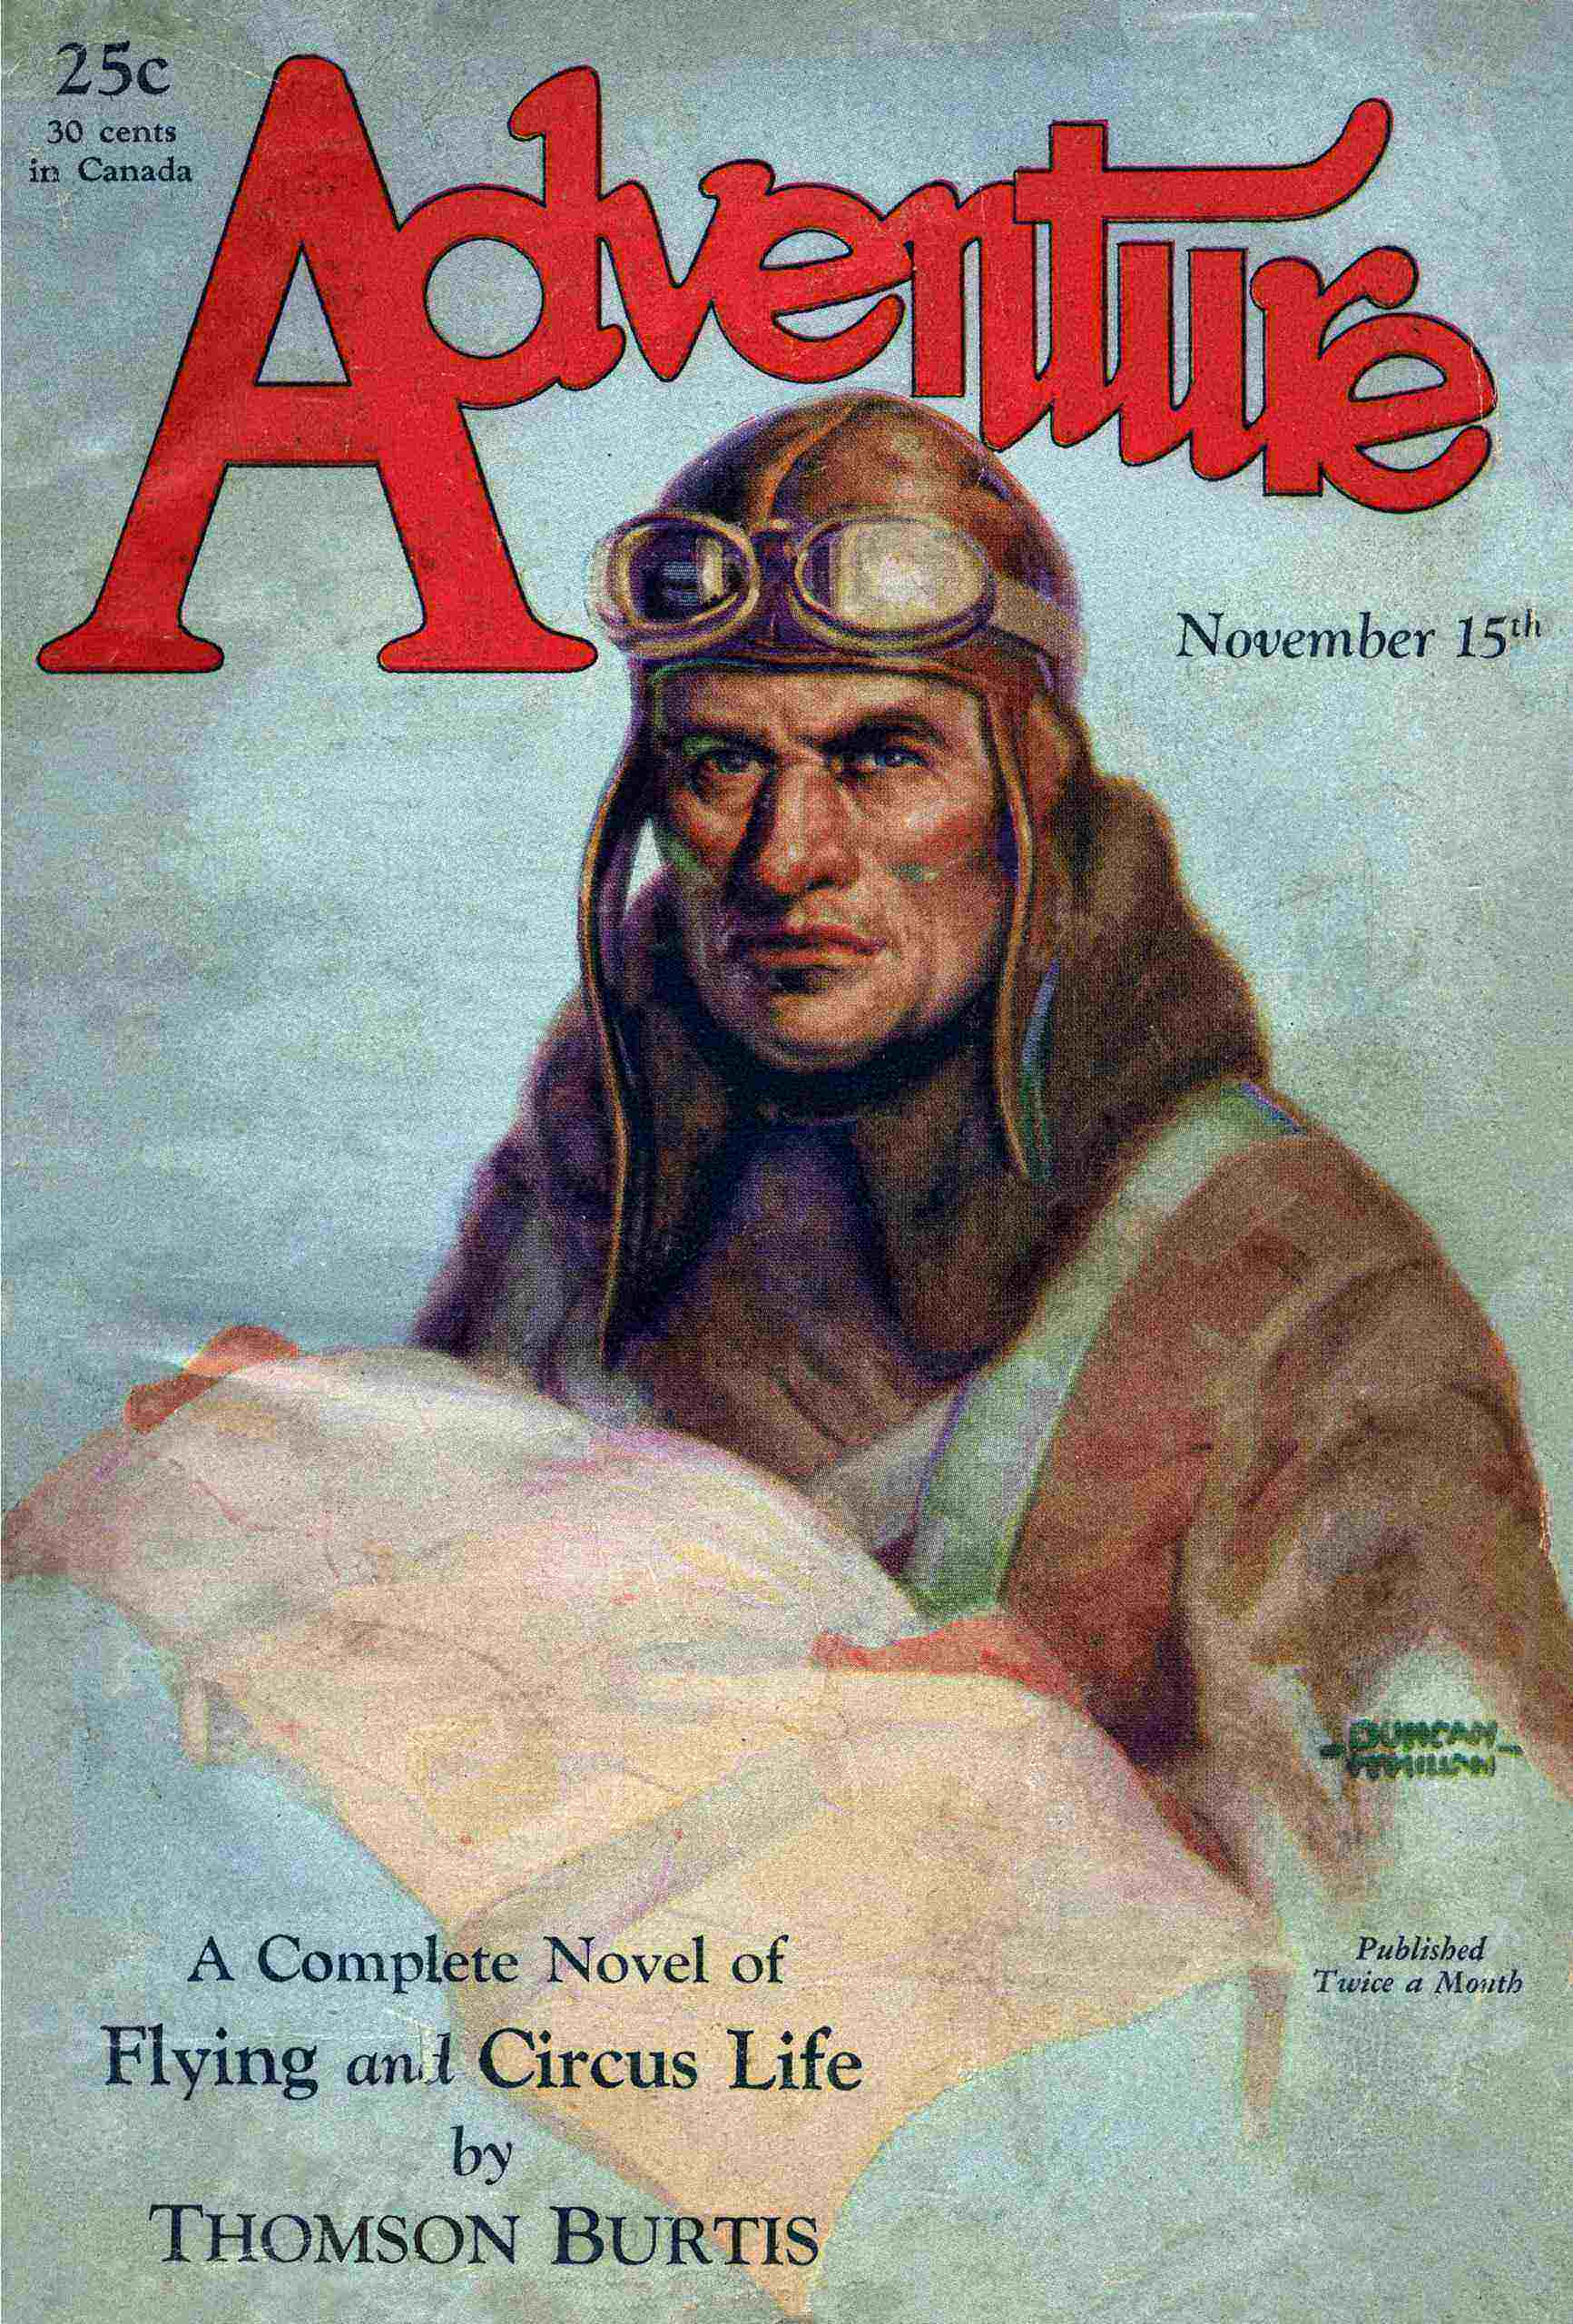 25c
30 cents
in Canada
Adventure
November 15th
DUNCAN
Published
Twice a Month
A Complete Novel of
Flying and Circus Life
by
THOMSON BURTIS